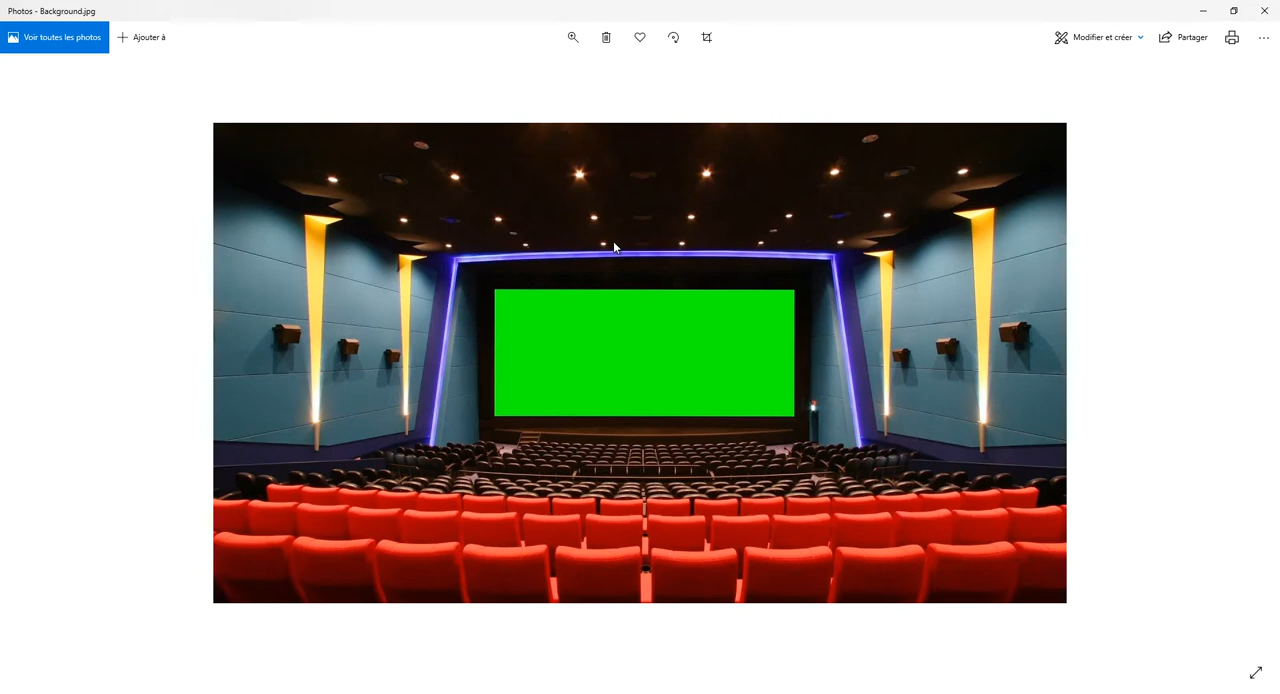 Photos - Background.jpg
Voir toutes les photos
Ajouter à
Modifier et créer
Partager